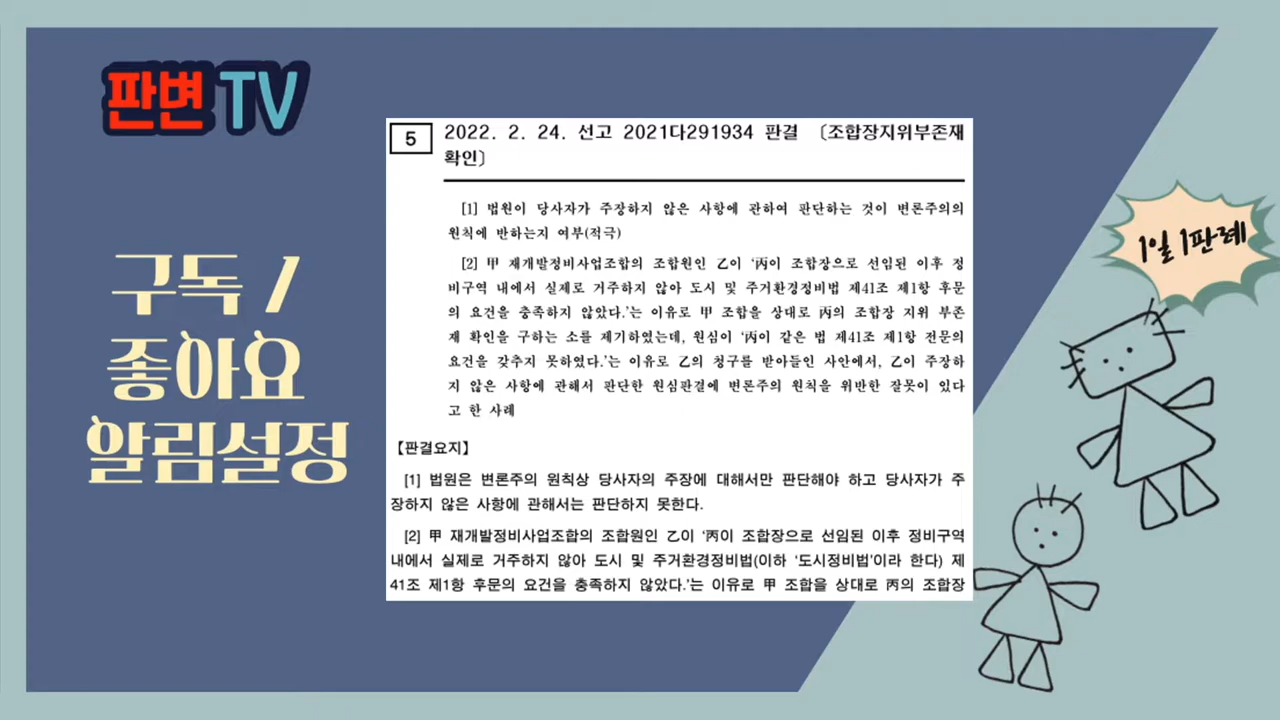 판변 TV
구독 /
좋아요
알림설정
5
2022. 2. 24. 선고 2021다291934 판결 〔조합장지위부존재
확인〕
[1] 법원이 당사자가 주장하지 않은 사항에 관하여 판단하는 것이 변론주의의
원칙에 반하는지 여부(적극)
[2] 甲 재개발정비사업조합의 조합원인 乙이 ‘丙이 조합장으로 선임된 이후 정
비구역 내에서 실제로 거주하지 않아 도시 및 주거환경정비법 제41조 제1항 후문
의 요건을 충족하지 않았다.’는 이유로 甲 조합을 상대로 丙의 조합장 지위 부존
재 확인을 구하는 소를 제기하였는데, 원심이 ‘丙이 같은 법 제41조 제1항 전문의
요건을 갖추지 못하였다.’는 이유로 乙의 청구를 받아들인 사안에서, 乙이 주장하
지 않은 사항에 관해서 판단한 원심판결에 변론주의 원칙을 위반한 잘못이 있다
고 한 사례
【판결요지】
[1] 법원은 변론주의 원칙상 당사자의 주장에 대해서만 판단해야 하고 당사자가 주
장하지 않은 사항에 관해서는 판단하지 못한다.
[2] 甲 재개발정비사업조합의 조합원인 乙이 ‘丙이 조합장으로 선임된 이후 정비구역
내에서 실제로 거주하지 않아 도시 및 주거환경정비법(이하 ‘도시정비법’이라 한다) 제
41조 제1항 후문의 요건을 충족하지 않았다.’는 이유로 甲 조합을 상대로 丙의 조합장
1일 1판례